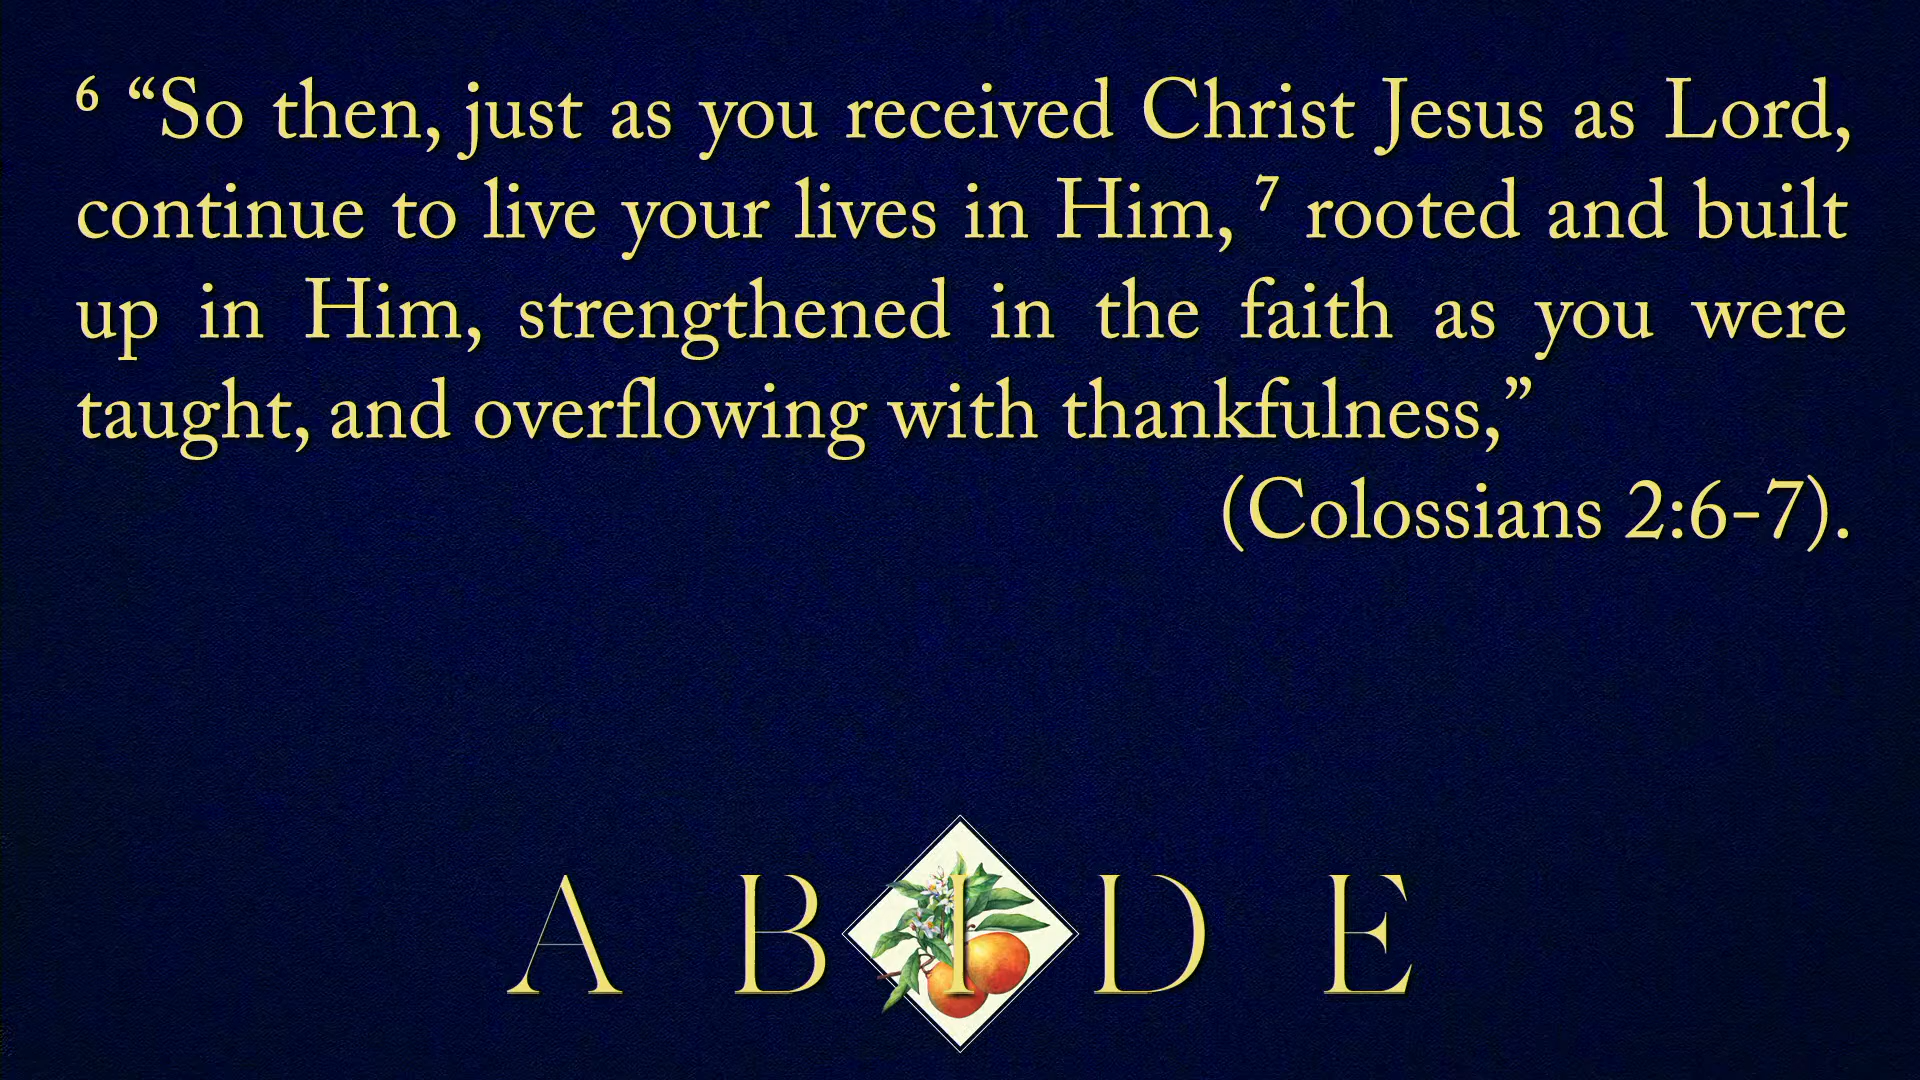 ⁶ “So then, just as you received Christ Jesus as Lord,
continue to live your lives in Him, ⁷ rooted and built
up in Him, strengthened in the faith as you were
taught, and overflowing with thankfulness,”
(Colossians 2:6-7).
ABIDE